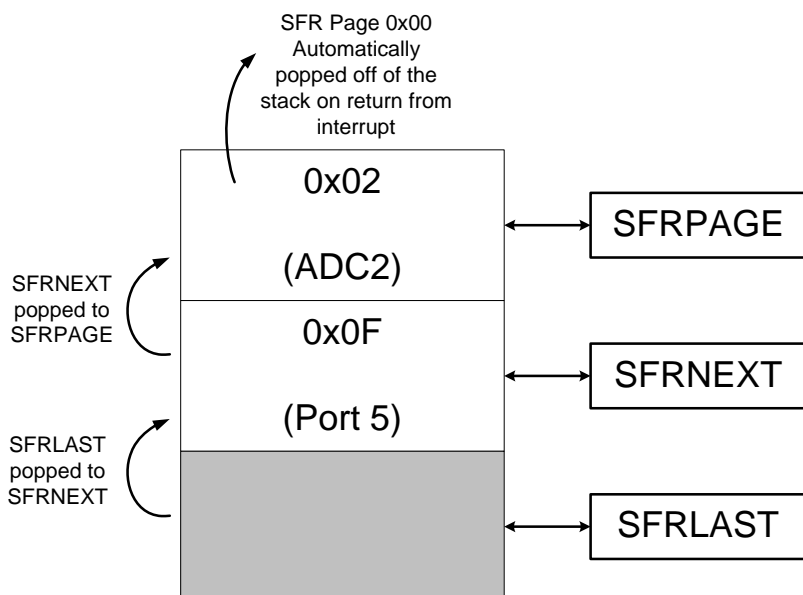 SFR Page 0x00
Automatically
popped off of the
stack on return from
interrupt
0x02
(ADC2)
SFRPAGE
SFRNEXT
popped to
SFRPAGE
0x0F
(Port 5)
SFRNEXT
SFRLAST
popped to
SFRNEXT
SFRLAST